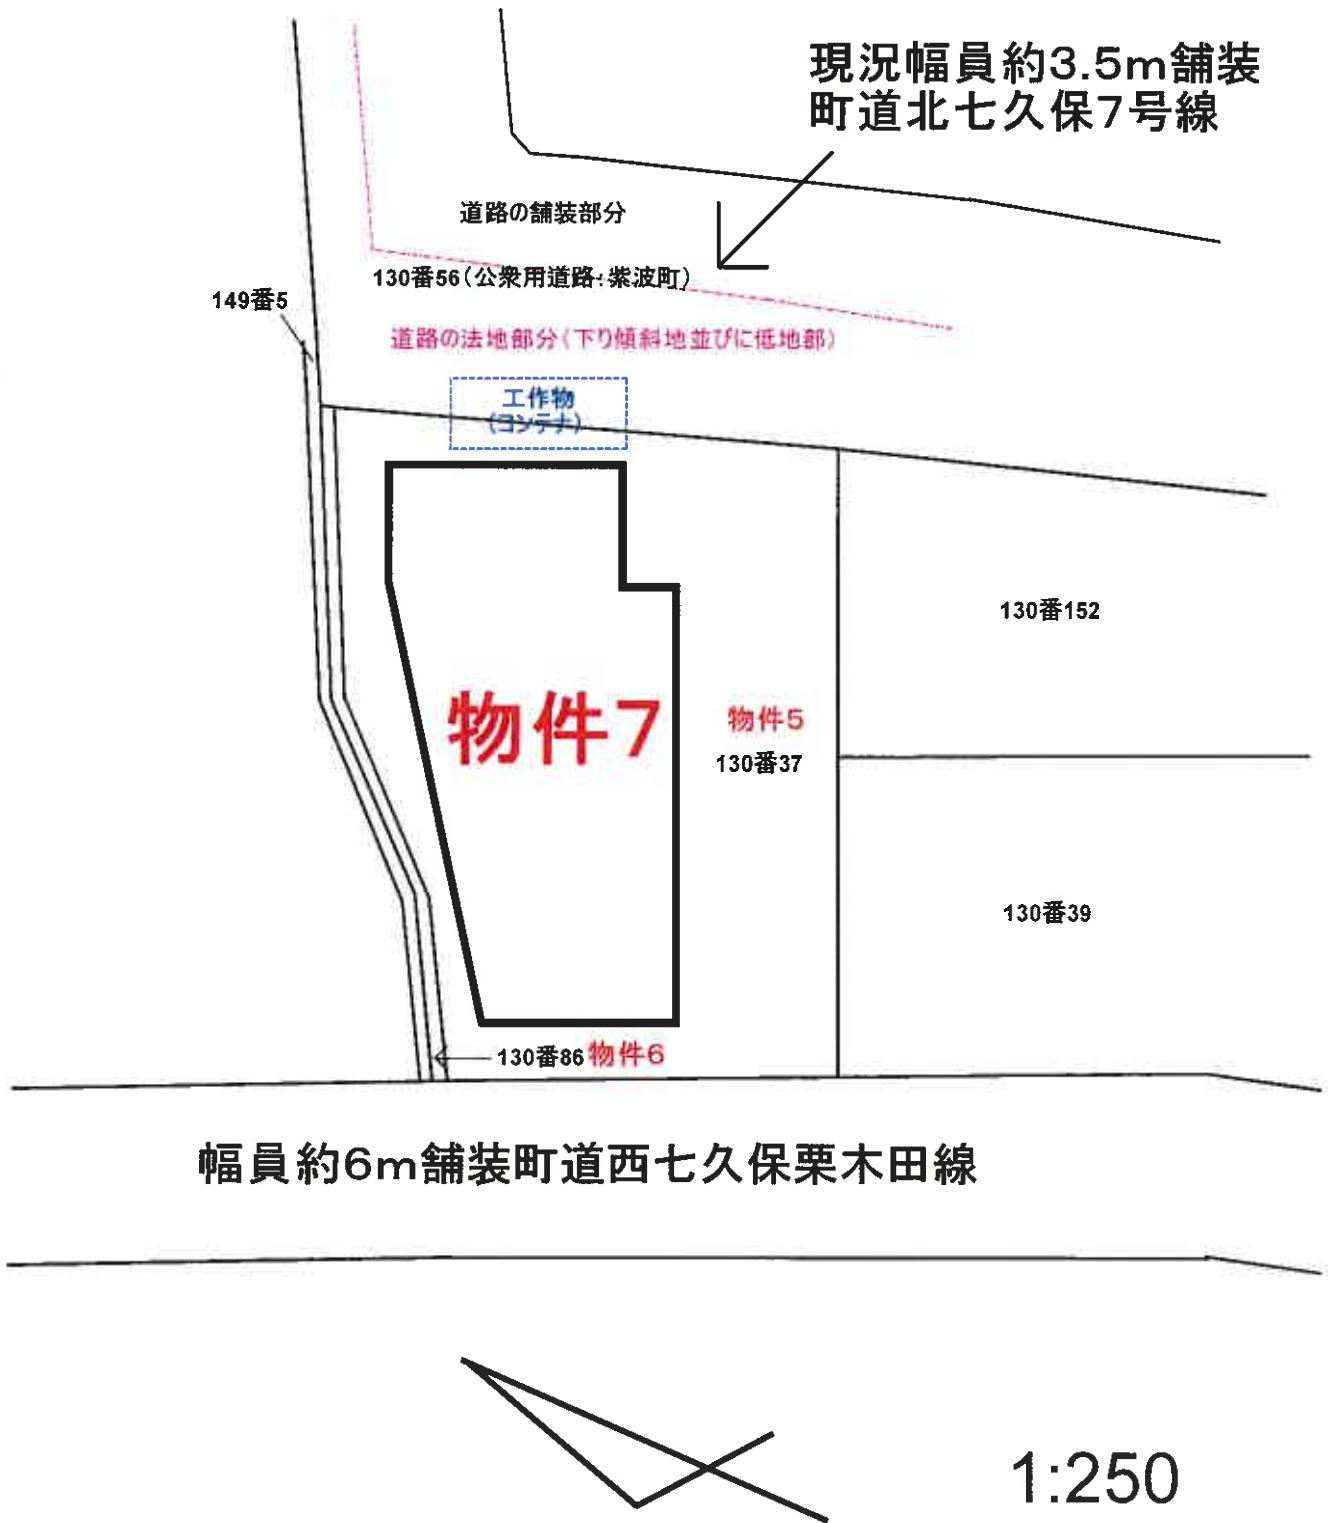 現況幅員約3.5m舗装
町道北七久保7号線
道路の舗装部分
130番56(公衆用道路:紫波町)
149番5
道路の法地部分(下り傾斜地並びに低地部)
工作物
(コンテナ)
130番152
物件7
物件5
130番37
130番39
130番86 物件6
幅員約6m舗装町道西七久保栗木田線
1:250